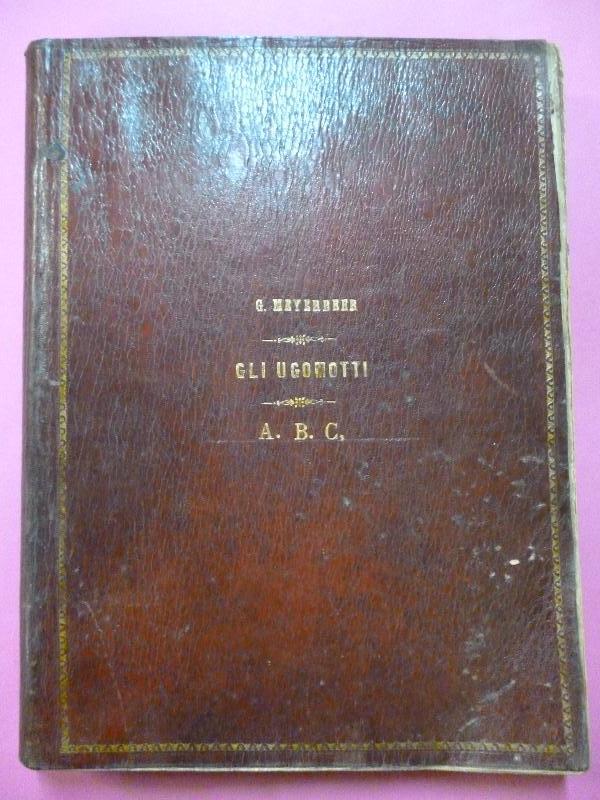 G. MEYERBEER
GLI UGONOTTI
A. B. C.